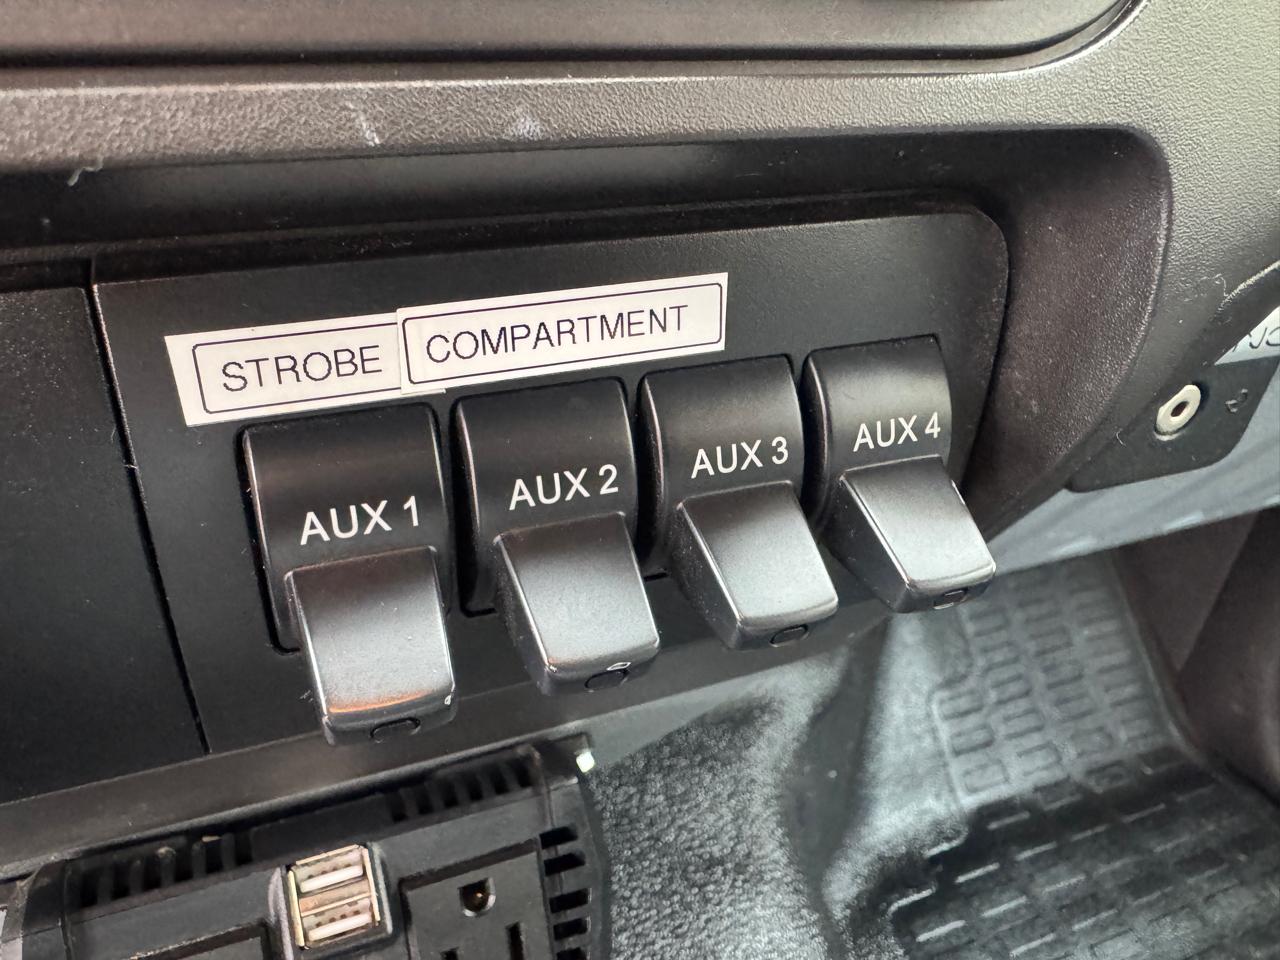 STROBE
COMPARTMENT
AUX 1
AUX 2
AUX 3
AUX 4